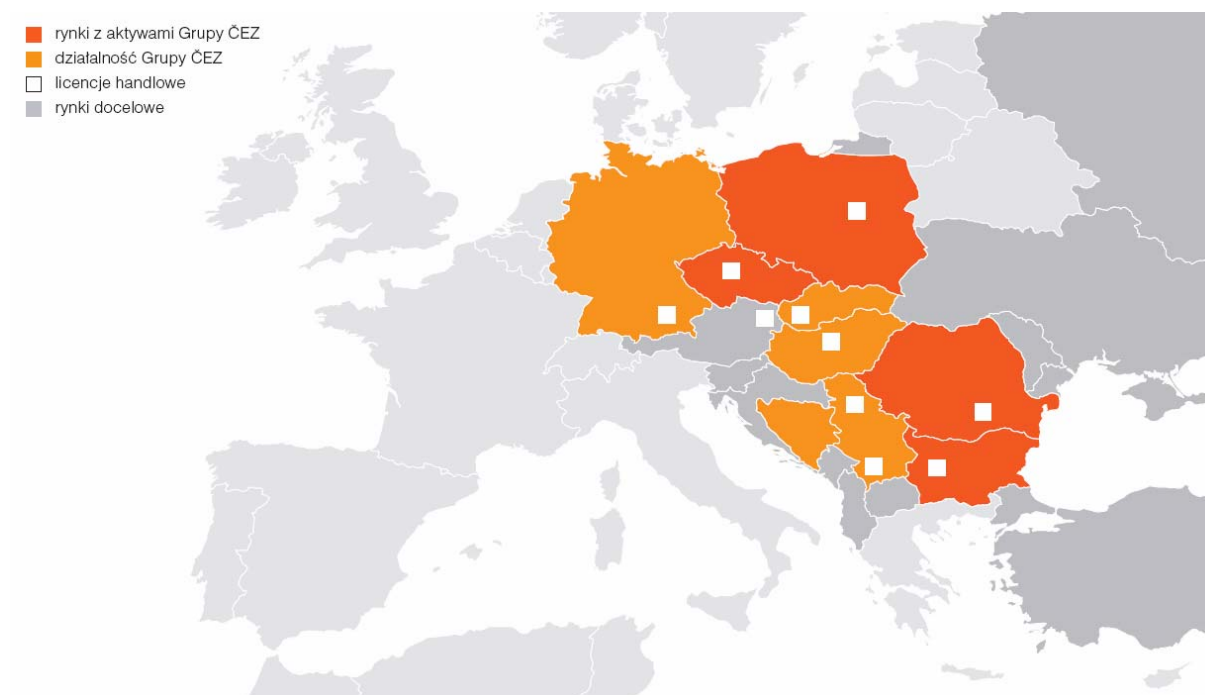 rynki z aktywami Grupy ČEZ
działalność Grupy ČEZ
licencje handlowe
rynki docelowe